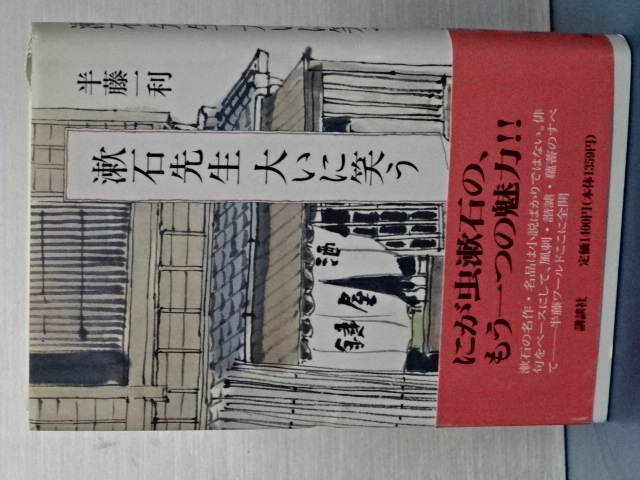 漱石先生大いに笑う
半藤一利
酒
にが虫漱石の、
もう一つの魅力!!
漱石の名作・名品は小説ばかりではない。俳
句をベースにして、風刺・諧謔・蘊蓄のすべ
て――半藤ワールドここに全開
講談社
定価1400円(本体1359円)